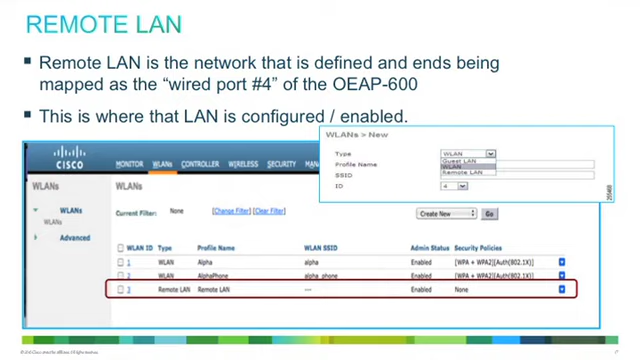 REMOTE LAN
Remote LAN is the network that is defined and ends being
mapped as the “wired port #4” of the OEAP-600
This is where that LAN is configured / enabled.
WLANs > New
Type WLAN
Guest LAN
WLAN
Remote LAN
Profile Name
SSID
ID 4
CISCO
MONITOR WLANs CONTROLLER WIRELESS SECURITY
WLANs
WLANs
WLANs
Advanced
WLANs
Current Filter: None [Change Filter] [Clear Filter] Create New Go
WLAN ID Type Profile Name WLAN SSID Admin Status Security Policies
1 WLAN Alpha alpha Enabled [WPA + WPA2][Auth(802.1X)]
2 WLAN AlphaPhone alpha_phone Enabled [WPA + WPA2][Auth(802.1X)]
3 Remote LAN Remote LAN --- Enabled None